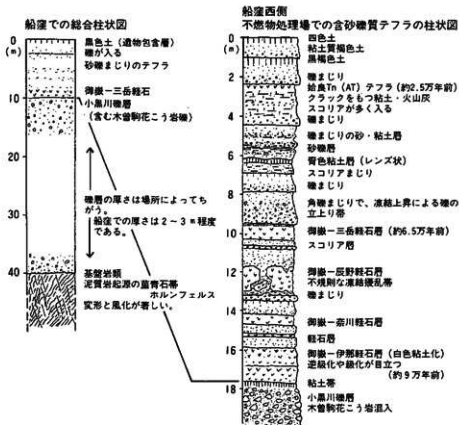 船窪での総合柱状図
0
(m)
10
20
30
40
黒色土(遺物包含層)
礫が入る
砂礫まじりのテフラ
御嶽ー三岳軽石
小黒川礫層
(含む木曽駒花こう岩礫)
礫層の厚さは場所によってち
がう。
船窪での厚さは2〜3m程度
である。
基盤岩類
泥質岩起源の菫青石帯
ホルンフェルス
変形と風化が著しい。
船窪西側
不燃物処理場での含砂礫質テフラの柱状図
0
(m)
2
4
6
8
10
12
14
16
18
四色土
粘土質褐色土
黒褐色土
礫まじり
姶良Tn(AT)テフラ(約2.5万年前)
クラックをもつ粘土・火山灰
スコリアが多く入る
礫まじり
礫まじりの砂・粘土層
砂礫層
青色粘土層(レンズ状)
スコリアまじり
礫まじり
角礫まじりで、凍結上昇による礫の
立上り帯
御嶽ー三岳軽石層(約6.5万年前)
スコリア層
御嶽ー辰野軽石層
不規則な凍結擾乱帯
礫まじり
御嶽ー奈川軽石層
軽石層
御嶽ー伊那軽石層(白色粘土化)
逆級化や級化が目立つ
(約9万年前)
粘土帯
小黒川礫層
木曽駒花こう岩混入